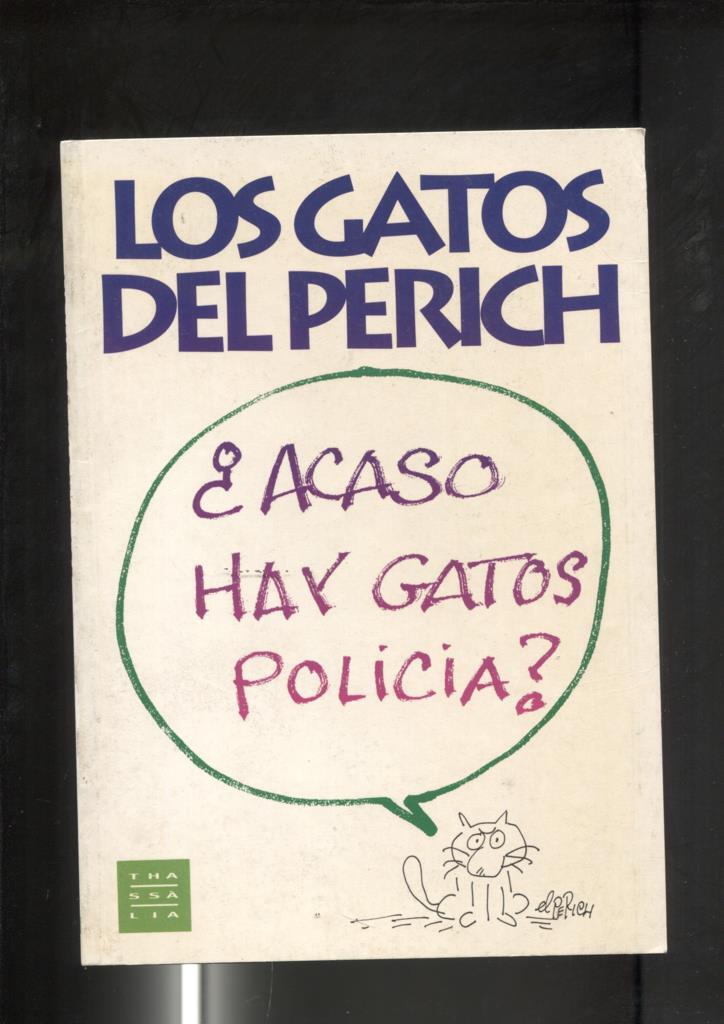 LOS GATOS
DEL PERICH
¿ACASO
HAY GATOS
POLICIA?
THA
SSÀ
LIA
el PERICH